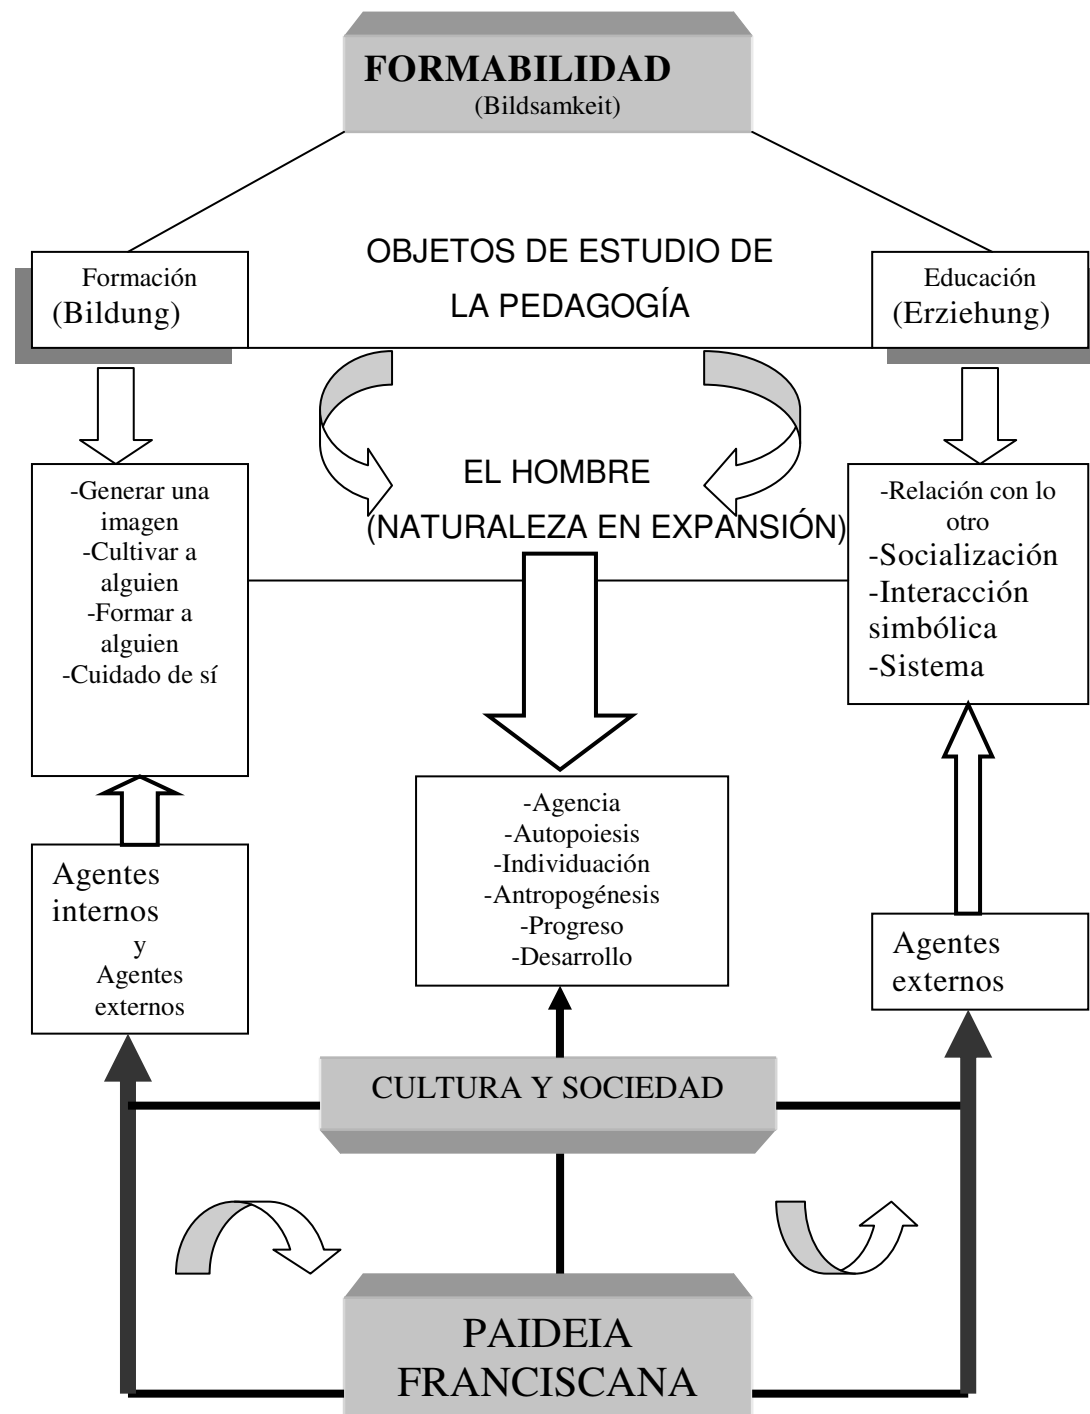 FORMABILIDAD
(Bildsamkeit)
OBJETOS DE ESTUDIO DE
LA PEDAGOGÍA
Formación
(Bildung)
Educación
(Erziehung)
EL HOMBRE
(NATURALEZA EN EXPANSIÓN)
-Generar una
imagen
-Cultivar a
alguien
-Formar a
alguien
-Cuidado de sí
-Relación con lo
otro
-Socialización
-Interacción
simbólica
-Sistema
-Agencia
-Autopoiesis
-Individuación
-Antropogénesis
-Progreso
-Desarrollo
Agentes
internos
y
Agentes
externos
Agentes
externos
CULTURA Y SOCIEDAD
PAIDEIA
FRANCISCANA